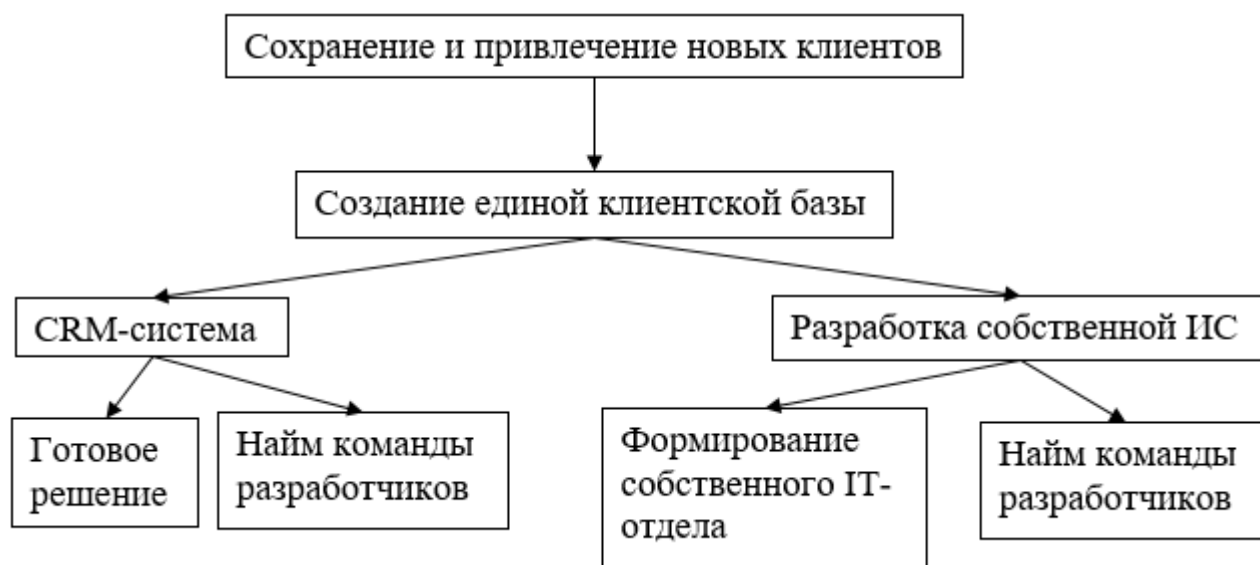 Сохранение и привлечение новых клиентов
Создание единой клиентской базы
CRM-система
Разработка собственной ИС
Готовое
решение
Найм команды
разработчиков
Формирование
собственного IT-
отдела
Найм команды
разработчиков